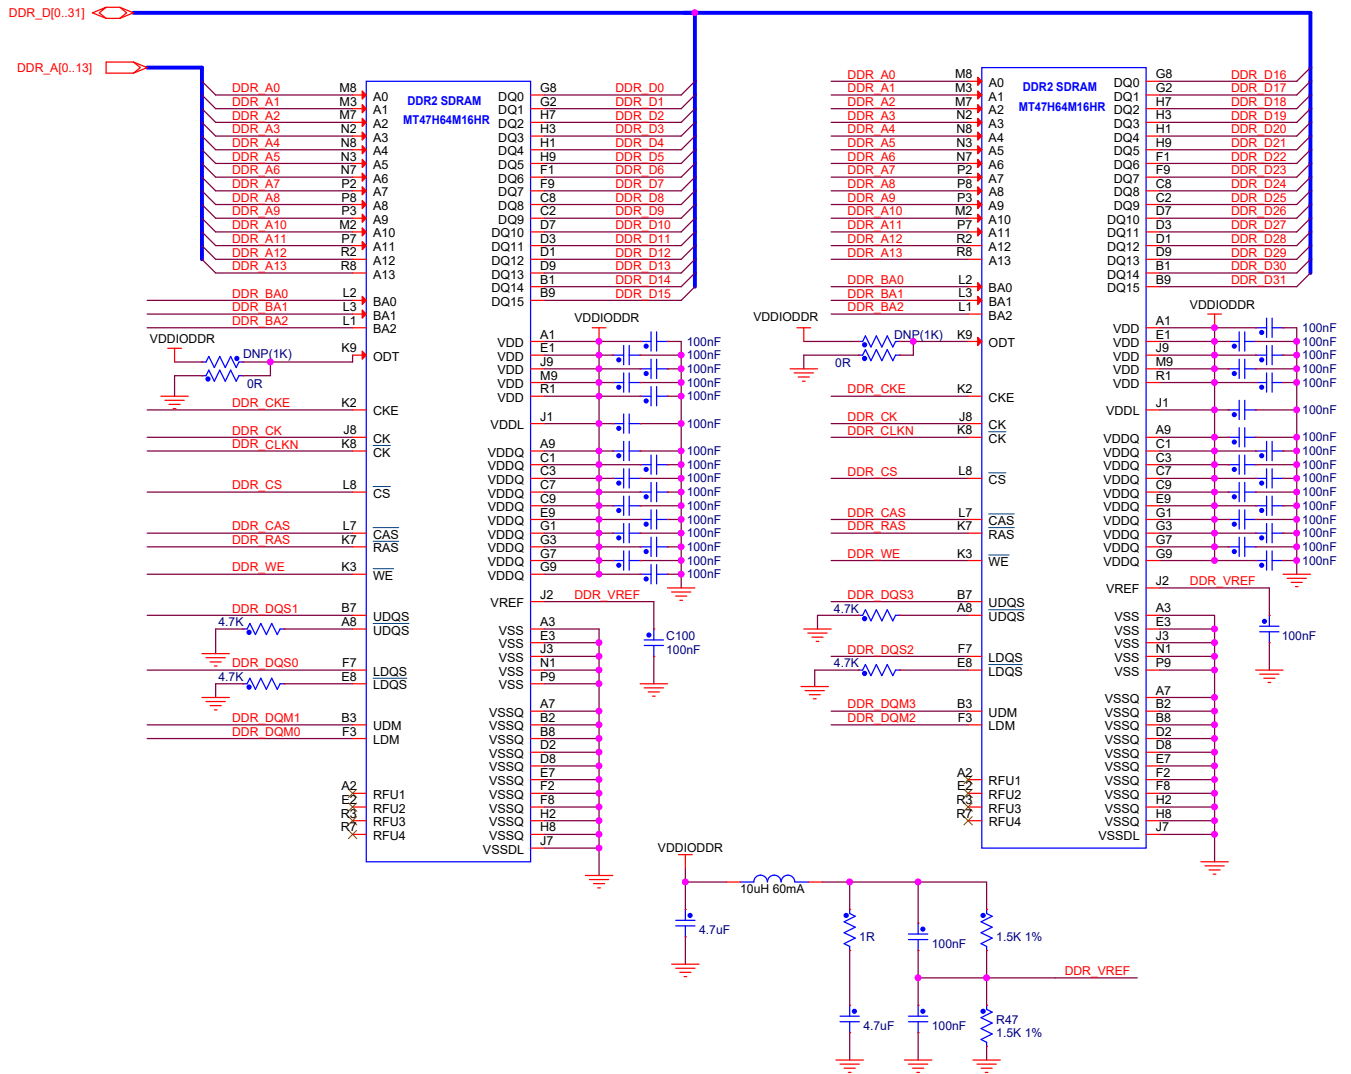 DDR_D[0..31]
DDR_A[0..13]
DDR_A0 M8 A0
DDR_A1 M3 A1
DDR_A2 M7 A2
DDR_A3 N2 A3
DDR_A4 N8 A4
DDR_A5 N3 A5
DDR_A6 N7 A6
DDR_A7 P2 A7
DDR_A8 P8 A8
DDR_A9 P3 A9
DDR_A10 M2 A10
DDR_A11 P7 A11
DDR_A12 R2 A12
DDR_A13 R8 A13
DDR_BA0 L2 BA0
DDR_BA1 L3 BA1
DDR_BA2 L1 BA2
VDDIODDR
DNP(1K)
0R
K9 ODT
DDR_CKE K2 CKE
DDR_CK J8 CK
DDR_CLKN K8 CK
DDR_CS L8 CS
DDR_CAS L7 CAS
DDR_RAS K7 RAS
DDR_WE K3 WE
DDR_DQS1 B7 UDQS
4.7K A8 UDQS
DDR_DQS0 F7 LDQS
4.7K E8 LDQS
DDR_DQM1 B3 UDM
DDR_DQM0 F3 LDM
A2 RFU1
E2 RFU2
R3 RFU3
R7 RFU4
DDR2 SDRAM
MT47H64M16HR
DQ0 G8 DDR_D0
DQ1 G2 DDR_D1
DQ2 H7 DDR_D2
DQ3 H3 DDR_D3
DQ4 H1 DDR_D4
DQ5 H9 DDR_D5
DQ6 F1 DDR_D6
DQ7 F9 DDR_D7
DQ8 C8 DDR_D8
DQ9 C2 DDR_D9
DQ10 D7 DDR_D10
DQ11 D3 DDR_D11
DQ12 D1 DDR_D12
DQ13 D9 DDR_D13
DQ14 B1 DDR_D14
DQ15 B9 DDR_D15
VDDIODDR
VDD A1 100nF
VDD E1 100nF
VDD J9 100nF
VDD M9 100nF
VDD R1 100nF
VDDL J1 100nF
VDDQ A9 100nF
VDDQ C1 100nF
VDDQ C3 100nF
VDDQ C7 100nF
VDDQ C9 100nF
VDDQ E9 100nF
VDDQ G1 100nF
VDDQ G3 100nF
VDDQ G7 100nF
VDDQ G9 100nF
VREF J2 DDR_VREF
C100
100nF
VSS A3
VSS E3
VSS J3
VSS N1
VSS P9
VSSQ A7
VSSQ B2
VSSQ B8
VSSQ D2
VSSQ D8
VSSQ E7
VSSQ F2
VSSQ F8
VSSQ H2
VSSQ H8
VSSDL J7
DDR_A0 M8 A0
DDR_A1 M3 A1
DDR_A2 M7 A2
DDR_A3 N2 A3
DDR_A4 N8 A4
DDR_A5 N3 A5
DDR_A6 N7 A6
DDR_A7 P2 A7
DDR_A8 P8 A8
DDR_A9 P3 A9
DDR_A10 M2 A10
DDR_A11 P7 A11
DDR_A12 R2 A12
DDR_A13 R8 A13
DDR_BA0 L2 BA0
DDR_BA1 L3 BA1
DDR_BA2 L1 BA2
VDDIODDR
DNP(1K)
0R
K9 ODT
DDR_CKE K2 CKE
DDR_CK J8 CK
DDR_CLKN K8 CK
DDR_CS L8 CS
DDR_CAS L7 CAS
DDR_RAS K7 RAS
DDR_WE K3 WE
DDR_DQS3 B7 UDQS
4.7K A8 UDQS
DDR_DQS2 F7 LDQS
4.7K E8 LDQS
DDR_DQM3 B3 UDM
DDR_DQM2 F3 LDM
A2 RFU1
E2 RFU2
R3 RFU3
R7 RFU4
DDR2 SDRAM
MT47H64M16HR
DQ0 G8 DDR_D16
DQ1 G2 DDR_D17
DQ2 H7 DDR_D18
DQ3 H3 DDR_D19
DQ4 H1 DDR_D20
DQ5 H9 DDR_D21
DQ6 F1 DDR_D22
DQ7 F9 DDR_D23
DQ8 C8 DDR_D24
DQ9 C2 DDR_D25
DQ10 D7 DDR_D26
DQ11 D3 DDR_D27
DQ12 D1 DDR_D28
DQ13 D9 DDR_D29
DQ14 B1 DDR_D30
DQ15 B9 DDR_D31
VDDIODDR
VDD A1 100nF
VDD E1 100nF
VDD J9 100nF
VDD M9 100nF
VDD R1 100nF
VDDL J1 100nF
VDDQ A9 100nF
VDDQ C1 100nF
VDDQ C3 100nF
VDDQ C7 100nF
VDDQ C9 100nF
VDDQ E9 100nF
VDDQ G1 100nF
VDDQ G3 100nF
VDDQ G7 100nF
VDDQ G9 100nF
VREF J2 DDR_VREF
100nF
VSS A3
VSS E3
VSS J3
VSS N1
VSS P9
VSSQ A7
VSSQ B2
VSSQ B8
VSSQ D2
VSSQ D8
VSSQ E7
VSSQ F2
VSSQ F8
VSSQ H2
VSSQ H8
VSSDL J7
VDDIODDR
10uH 60mA
4.7uF
1R
100nF
1.5K 1%
DDR_VREF
4.7uF
100nF
R47
1.5K 1%